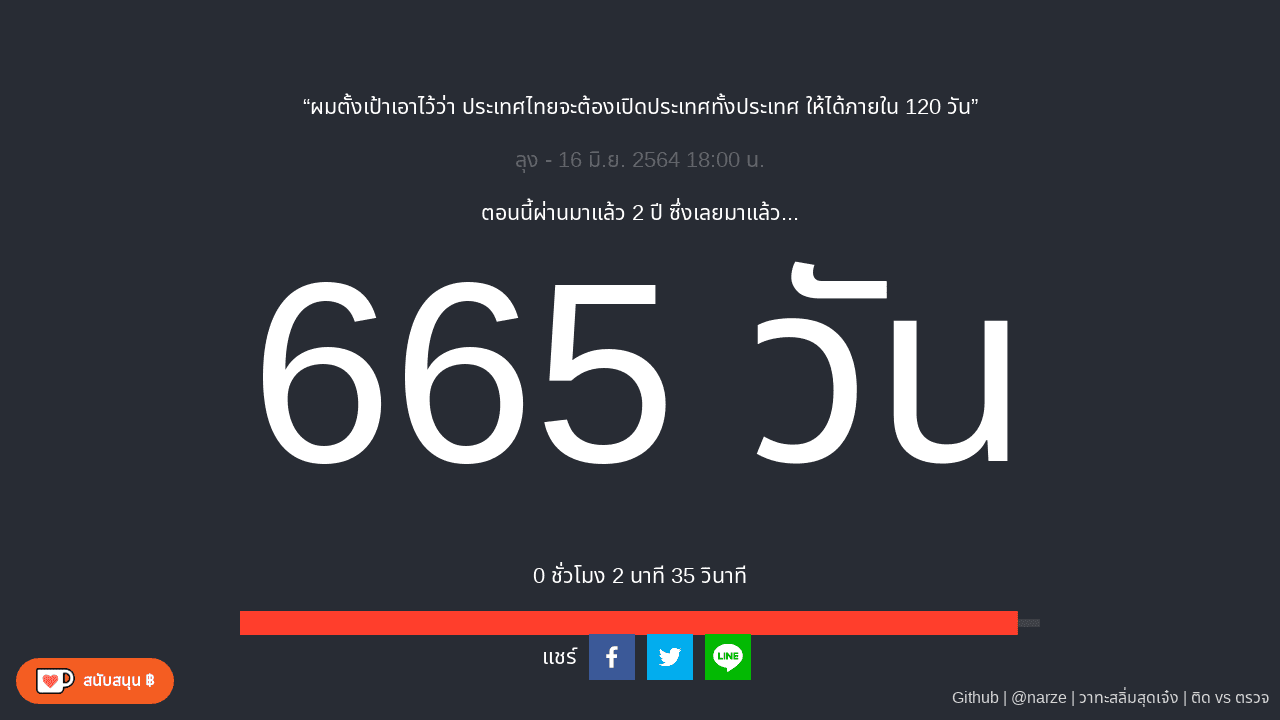 “ผมตั้งเป้าเอาไว้ว่า ประเทศไทยจะต้องเปิดประเทศทั้งประเทศ ให้ได้ภายใน 120 วัน”
ลุง - 16 มิ.ย. 2564 18:00 น.
ตอนนี้ผ่านมาแล้ว 2 ปี ซึ่งเลยมาแล้ว...
665 วัน
0 ชั่วโมง 2 นาที 35 วินาที
แชร์
LINE
สนับสนุน ฿
Github | @narze | วาทะสลิ่มสุดเจ๋ง | ติด vs ตรวจ